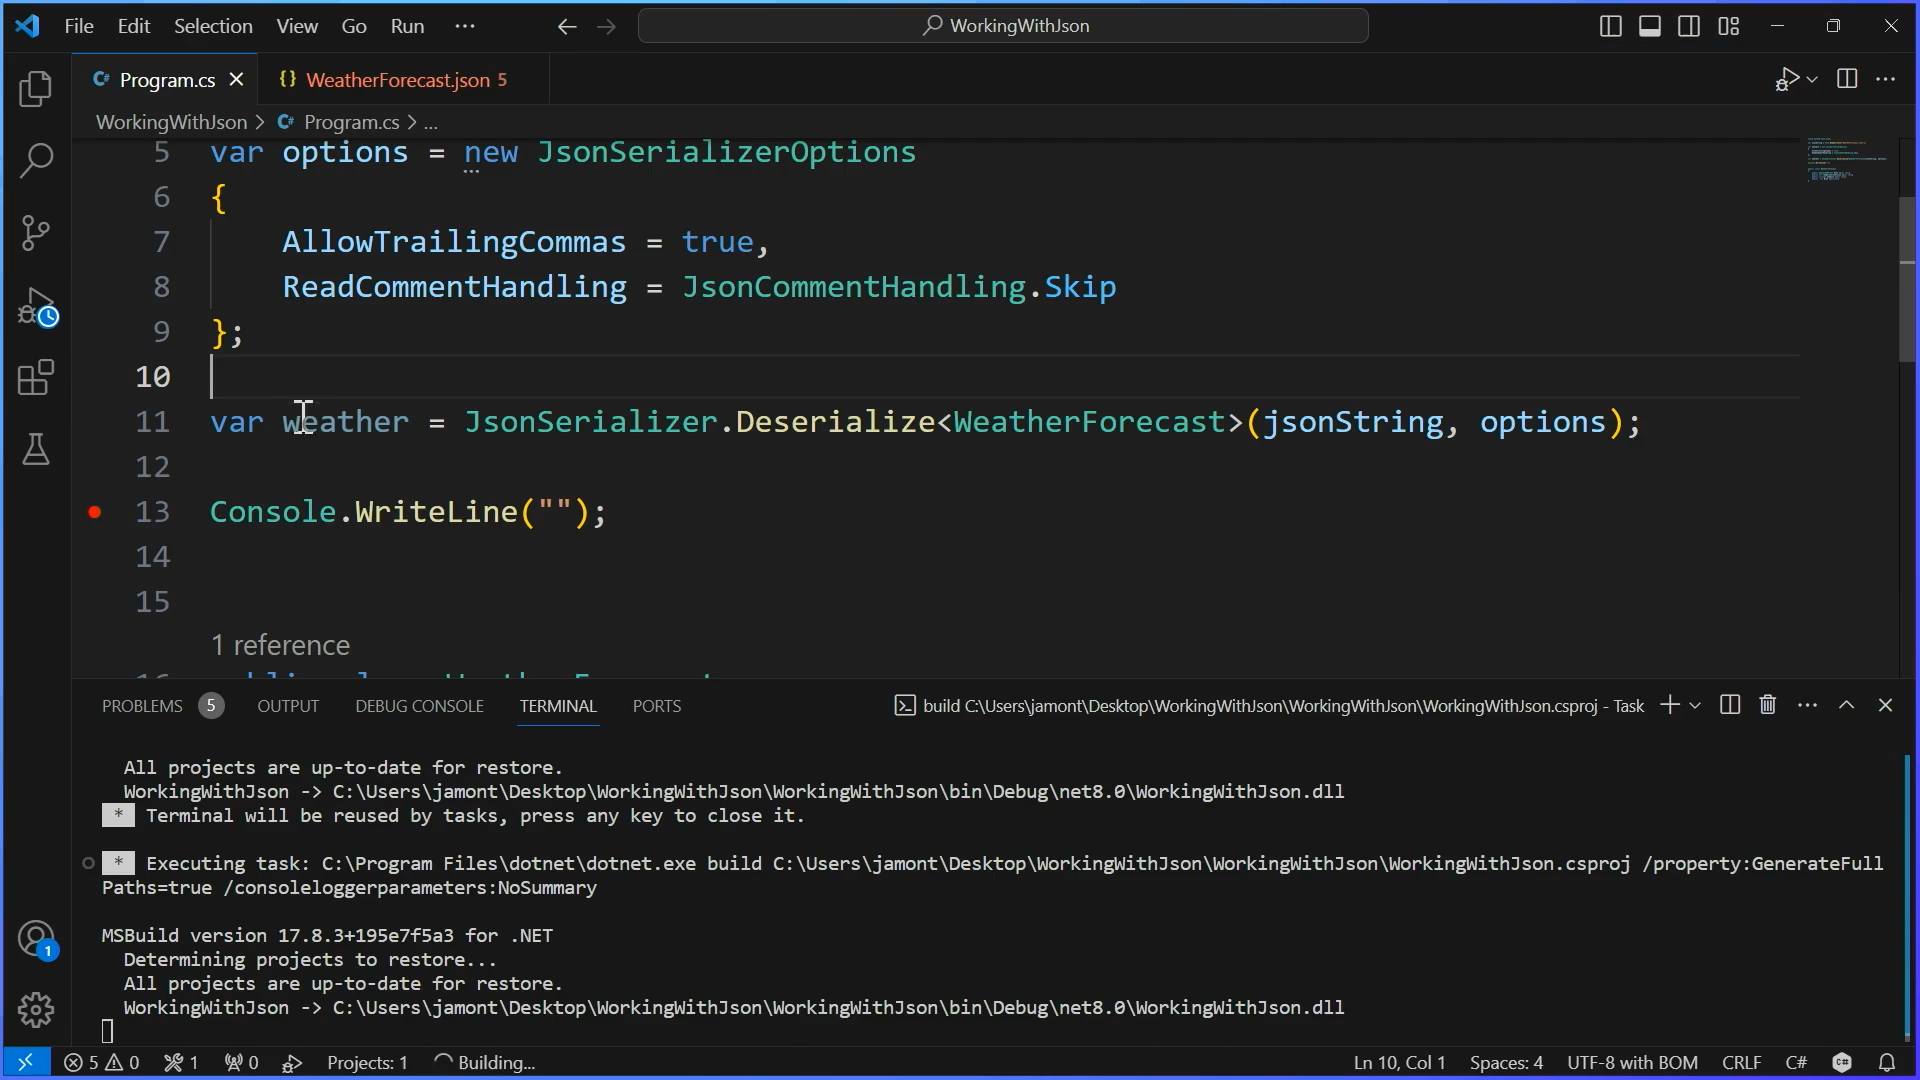 File Edit Selection View Go Run ··· WorkingWithJson
Program.cs WeatherForecast.json 5
WorkingWithJson > Program.cs > ...
5 var options = new JsonSerializerOptions
6 {
7 AllowTrailingCommas = true,
8 ReadCommentHandling = JsonCommentHandling.Skip
9 };
10
11 var weather = JsonSerializer.Deserialize<WeatherForecast>(jsonString, options);
12
13 Console.WriteLine("");
14
15
1 reference
PROBLEMS 5 OUTPUT DEBUG CONSOLE TERMINAL PORTS build C:\Users\jamont\Desktop\WorkingWithJson\WorkingWithJson\WorkingWithJson.csproj - Task
All projects are up-to-date for restore.
WorkingWithJson -> C:\Users\jamont\Desktop\WorkingWithJson\WorkingWithJson\bin\Debug\net8.0\WorkingWithJson.dll
* Terminal will be reused by tasks, press any key to close it.
* Executing task: C:\Program Files\dotnet\dotnet.exe build C:\Users\jamont\Desktop\WorkingWithJson\WorkingWithJson\WorkingWithJson.csproj /property:GenerateFull
Paths=true /consoleloggerparameters:NoSummary
MSBuild version 17.8.3+195e7f5a3 for .NET
Determining projects to restore...
All projects are up-to-date for restore.
WorkingWithJson -> C:\Users\jamont\Desktop\WorkingWithJson\WorkingWithJson\bin\Debug\net8.0\WorkingWithJson.dll
1
5 0 1 0 Projects: 1 Building... Ln 10, Col 1 Spaces: 4 UTF-8 with BOM CRLF C#